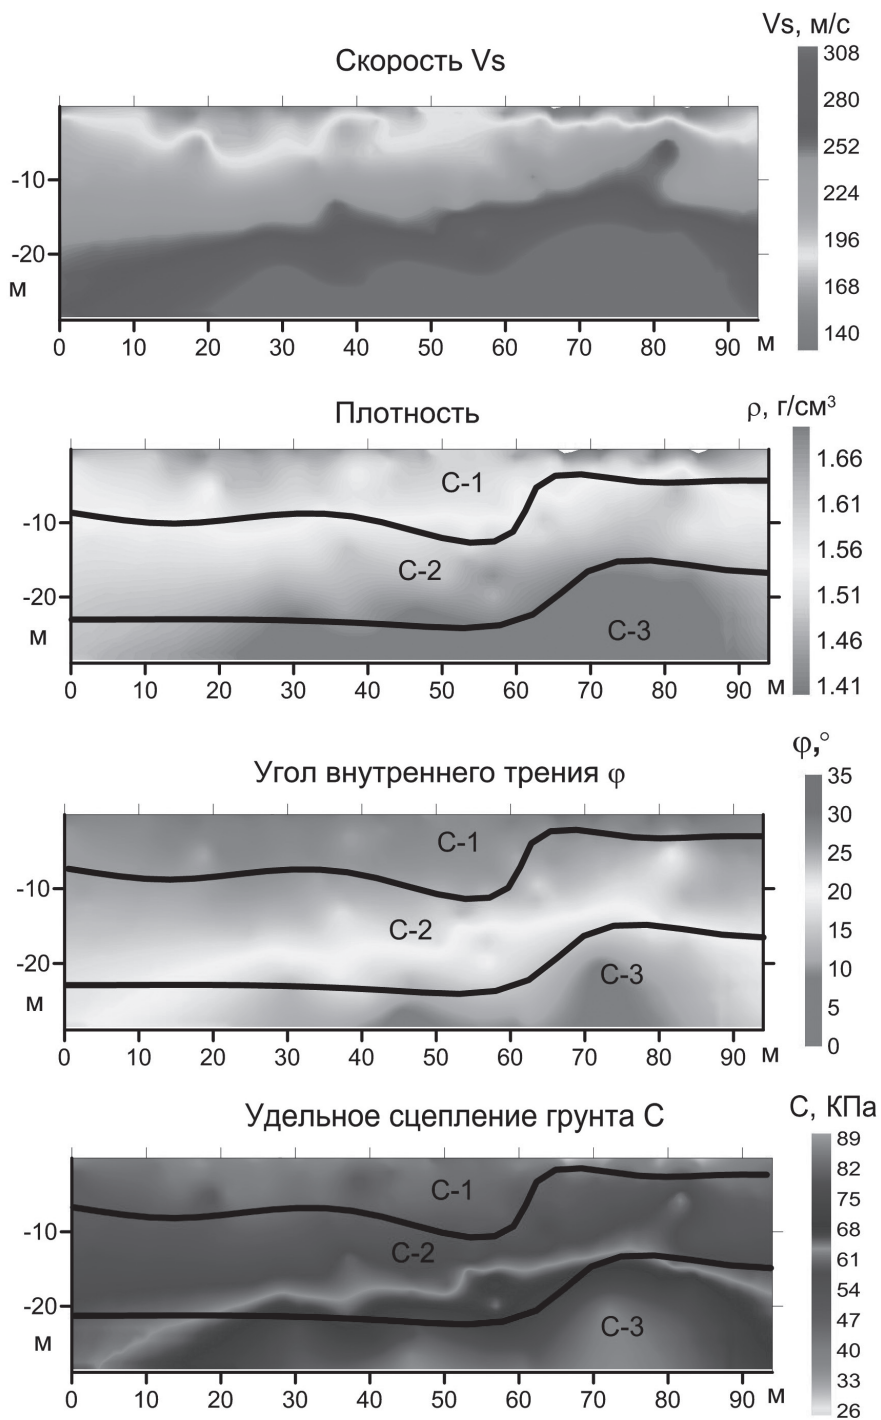 Vs, м/с
Скорость Vs
308
280
252
224
196
168
140
-10
-20
м
0 10 20 30 40 50 60 70 80 90 м
Плотность
ρ, г/см³
1.66
1.61
1.56
1.51
1.46
1.41
С-1
-10
С-2
-20
С-3
м
0 10 20 30 40 50 60 70 80 90 м
φ,°
Угол внутреннего трения φ
35
30
25
20
15
10
5
0
С-1
-10
С-2
-20
С-3
м
0 10 20 30 40 50 60 70 80 90 м
Удельное сцепление грунта С
С, КПа
89
82
75
68
61
54
47
40
33
26
С-1
-10
С-2
-20
С-3
м
0 10 20 30 40 50 60 70 80 90 м